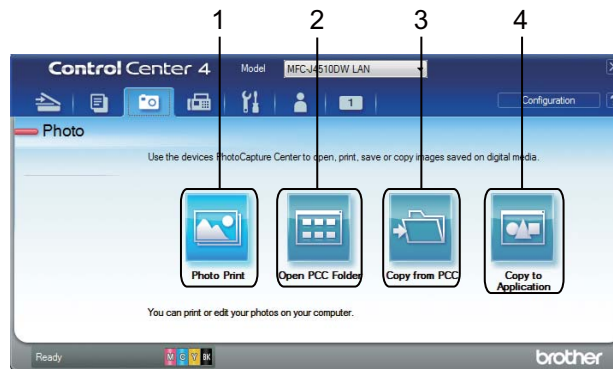 1 2 3 4
Control Center 4 Model MFC-J4510DW LAN
1 Configuration
Photo
Use the devices PhotoCapture Center to open, print, save or copy images saved on digital media.
Photo Print Open PCC Folder Copy from PCC Copy to
Application
You can print or edit your photos on your computer.
Ready M C Y BK brother